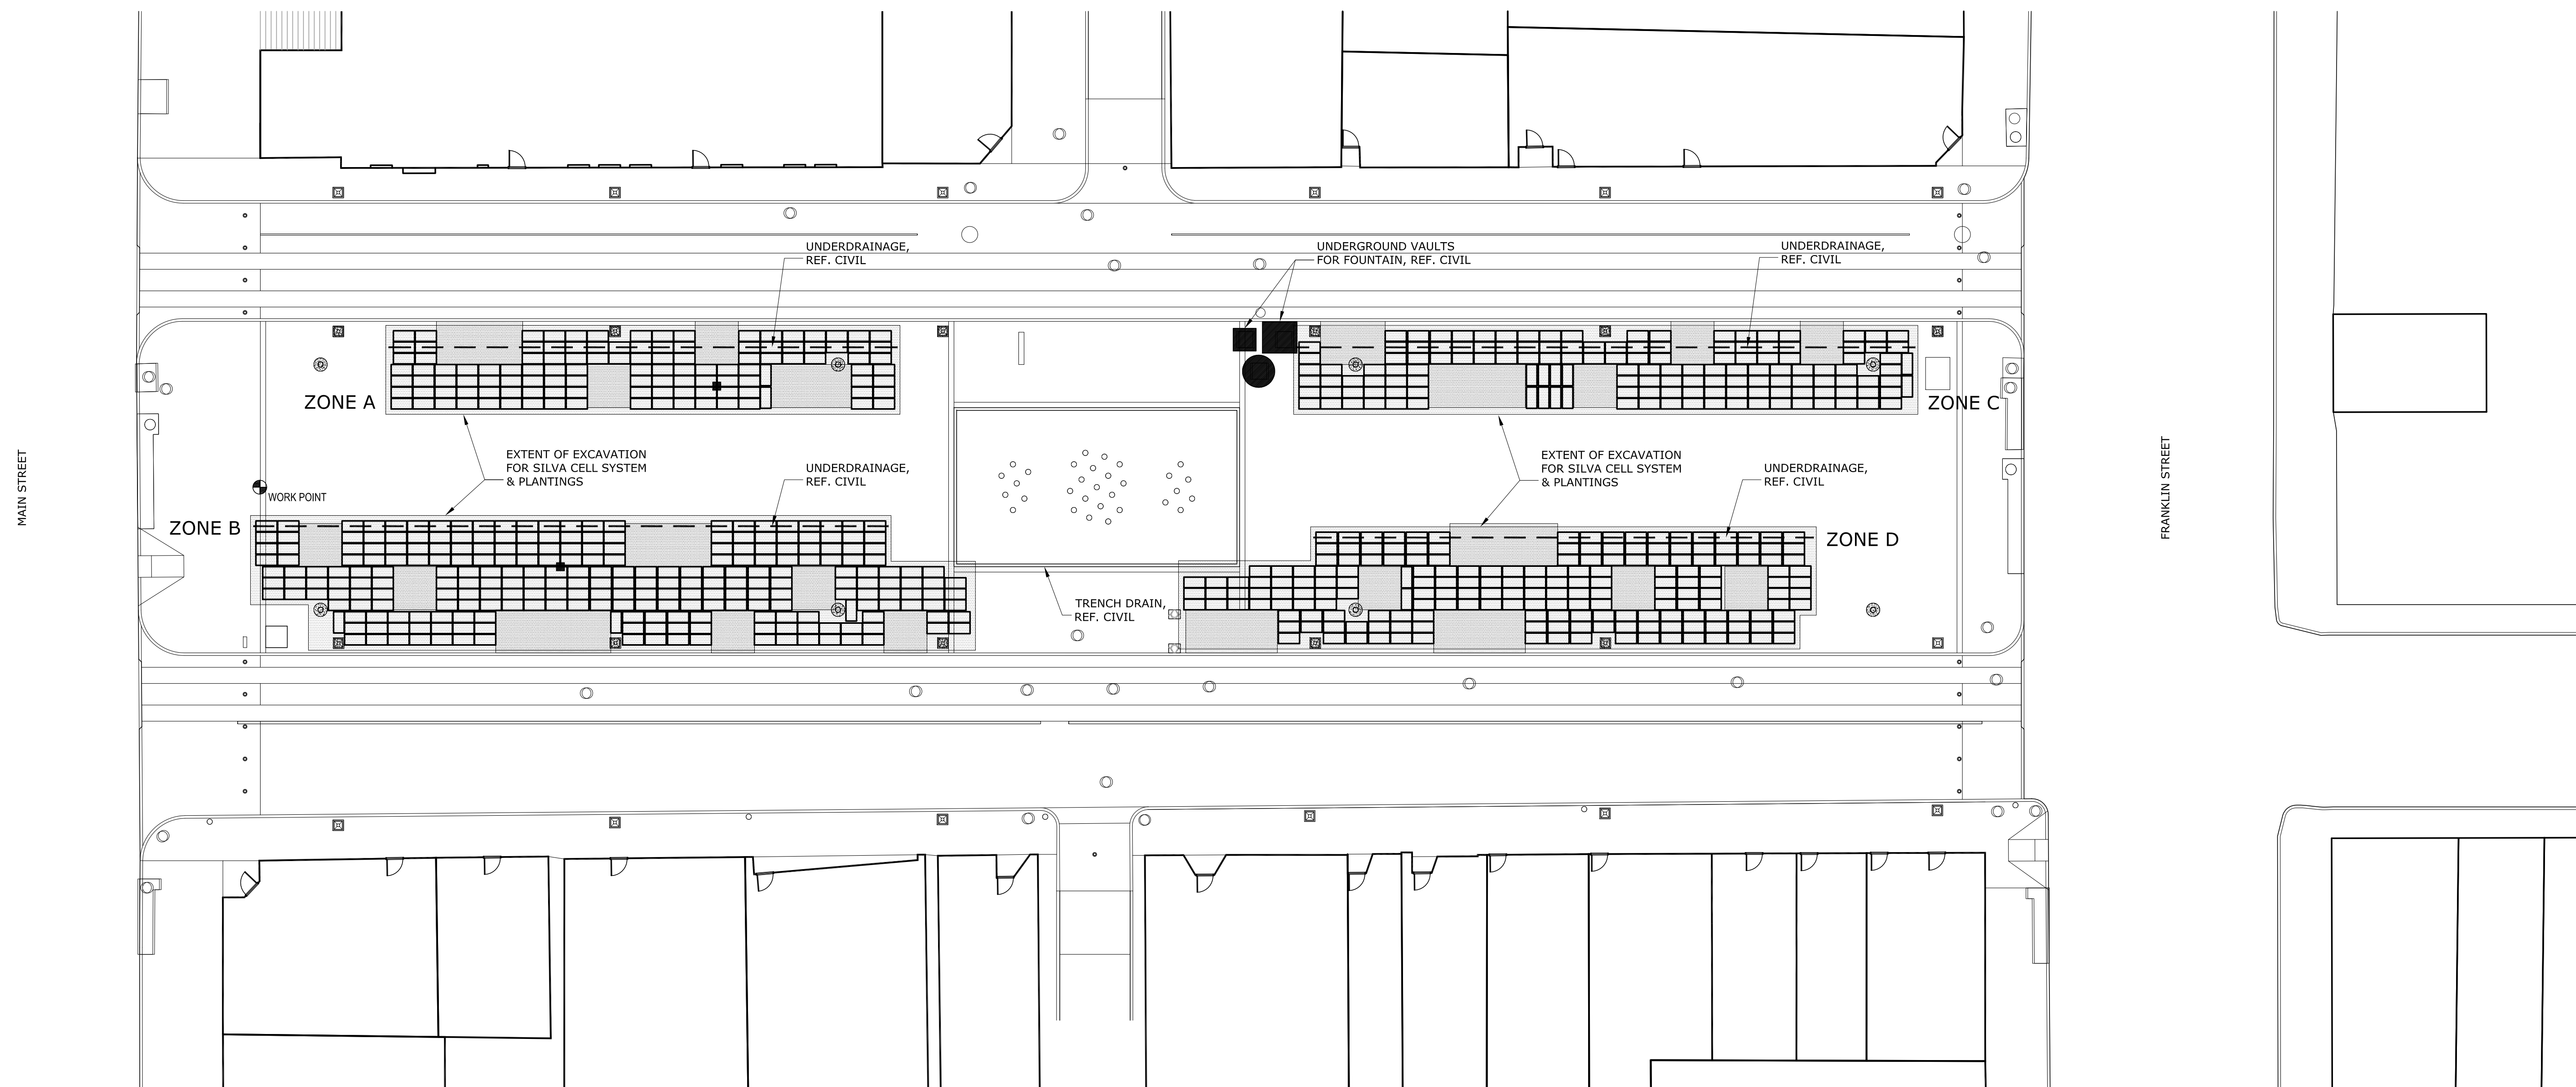 UNDERDRAINAGE,
REF. CIVIL
UNDERGROUND VAULTS
FOR FOUNTAIN, REF. CIVIL
UNDERDRAINAGE,
REF. CIVIL
ZONE A
ZONE C
MAIN STREET
EXTENT OF EXCAVATION
FOR SILVA CELL SYSTEM
& PLANTINGS
UNDERDRAINAGE,
REF. CIVIL
EXTENT OF EXCAVATION
FOR SILVA CELL SYSTEM
& PLANTINGS
UNDERDRAINAGE,
REF. CIVIL
FRANKLIN STREET
WORK POINT
ZONE B
ZONE D
TRENCH DRAIN,
REF. CIVIL